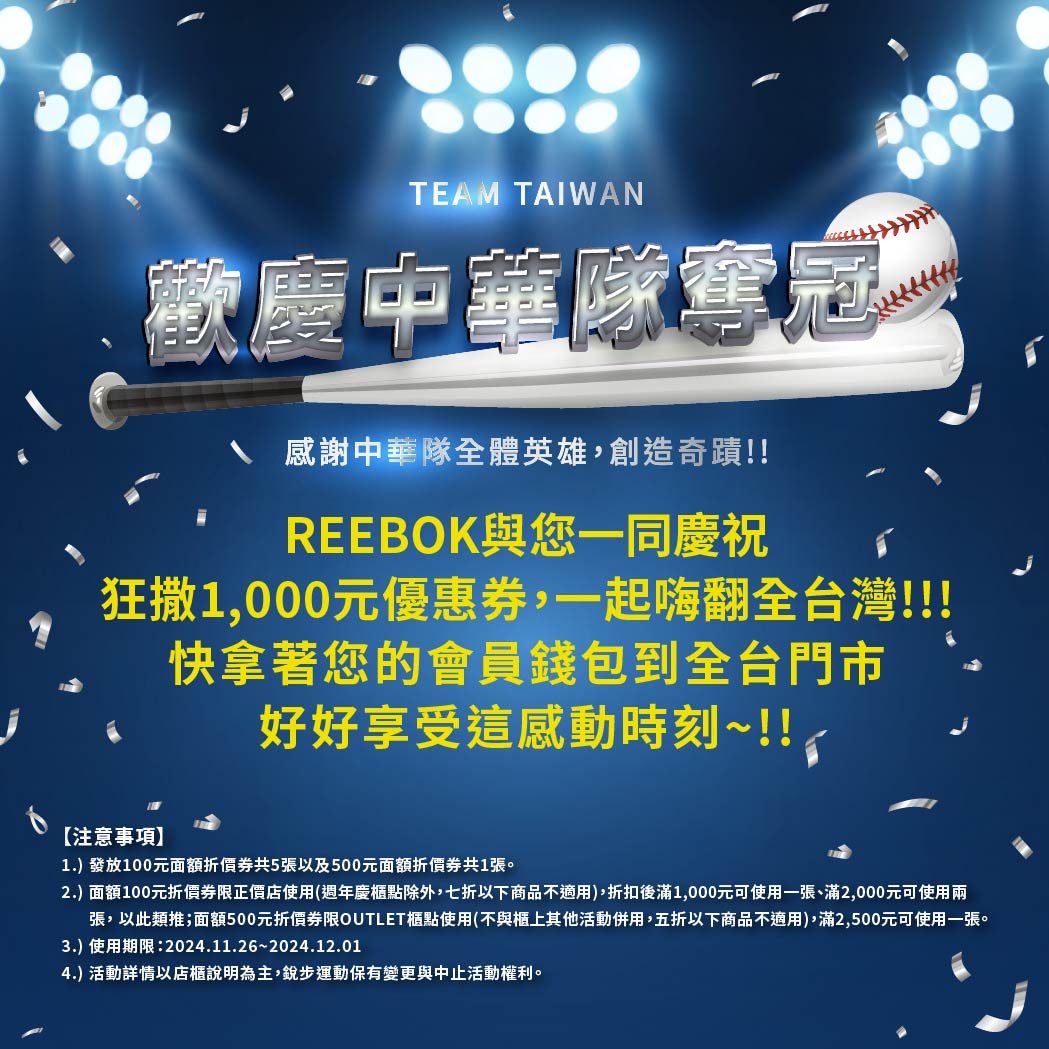 TEAM TAIWAN
歡慶中華隊奪冠
感謝中華隊全體英雄，創造奇蹟!!
REEBOK與您一同慶祝
狂撒1,000元優惠券，一起嗨翻全台灣!!!
快拿著您的會員錢包到全台門市
好好享受這感動時刻~!!
【注意事項】
1.) 發放100元面額折價券共5張以及500元面額折價券共1張。
2.) 面額100元折價券限正價店使用(週年慶櫃點除外，七折以下商品不適用)，折扣後滿1,000元可使用一張、滿2,000元可使用兩
張，以此類推；面額500元折價券限OUTLET櫃點使用(不與櫃上其他活動併用，五折以下商品不適用)，滿2,500元可使用一張。
3.) 使用期限：2024.11.26~2024.12.01
4.) 活動詳情以店櫃說明為主，銳步運動保有變更與中止活動權利。